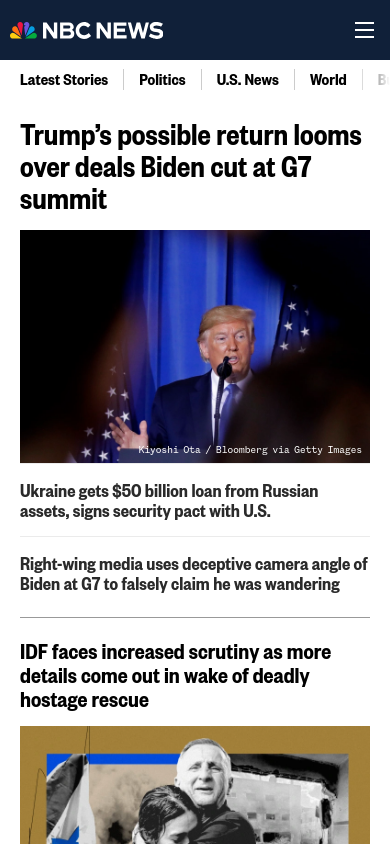 NBC NEWS
Latest Stories
Politics
U.S. News
World
Trump’s possible return looms
over deals Biden cut at G7
summit
Kiyoshi Ota / Bloomberg via Getty Images
Ukraine gets $50 billion loan from Russian
assets, signs security pact with U.S.
Right-wing media uses deceptive camera angle of
Biden at G7 to falsely claim he was wandering
IDF faces increased scrutiny as more
details come out in wake of deadly
hostage rescue